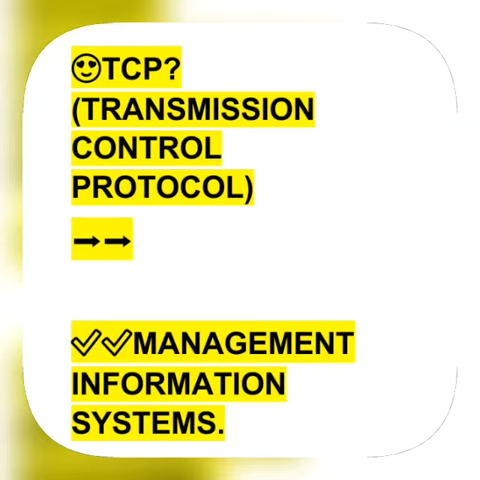 😍TCP?
(TRANSMISSION
CONTROL
PROTOCOL)
➞➞
✓✓MANAGEMENT
INFORMATION
SYSTEMS.